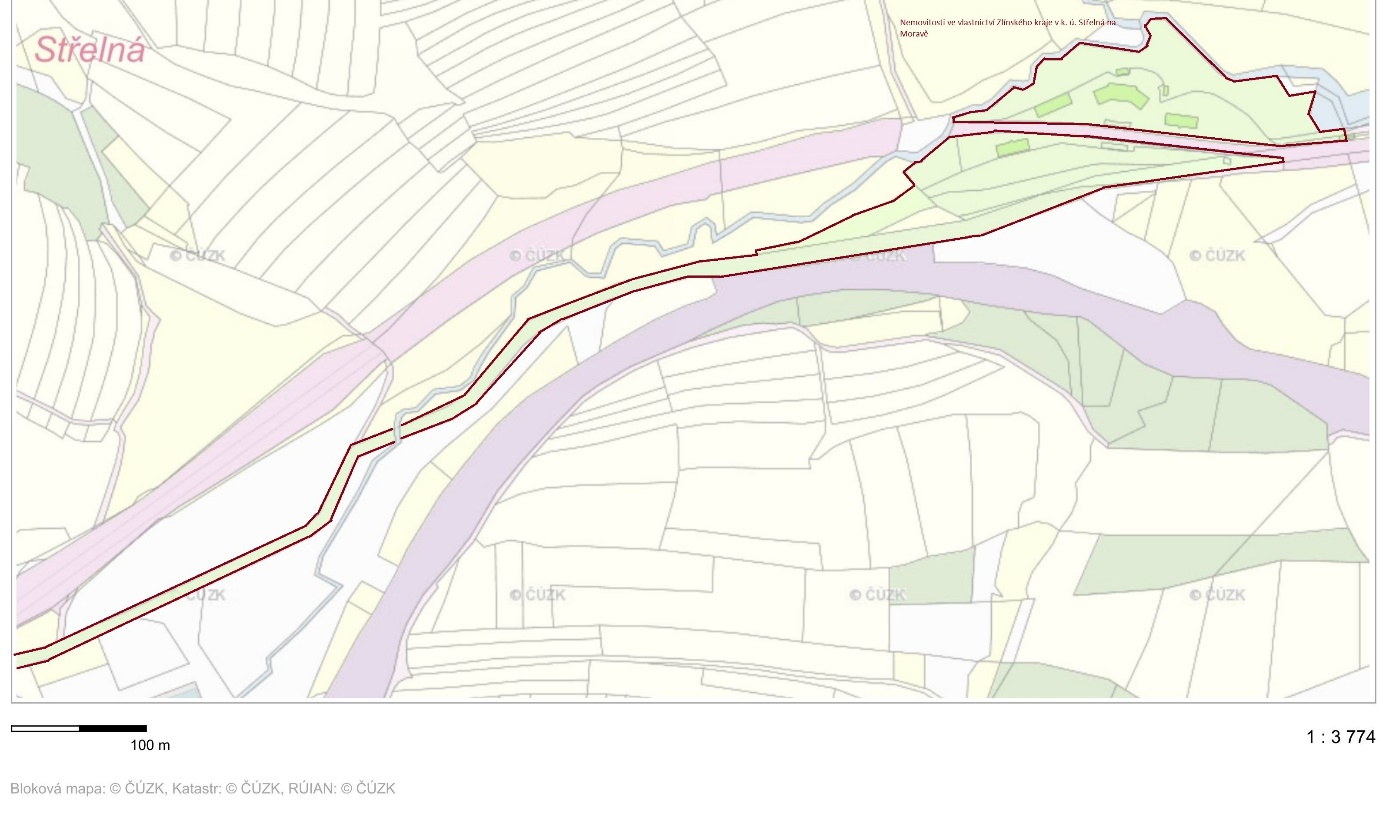 Nemovitosti ve vlastnictví Zlínského kraje v k. ú. Střelná na
Moravě
Střelná
© ČÚZK
© ČÚZK
© ČÚZK
© ČÚZK
ČÚZK
© ČÚZK
© ČÚZK
© ČÚZK
100 m
1 : 3 774
Bloková mapa: © ČÚZK, Katastr: © ČÚZK, RÚIAN: © ČÚZK